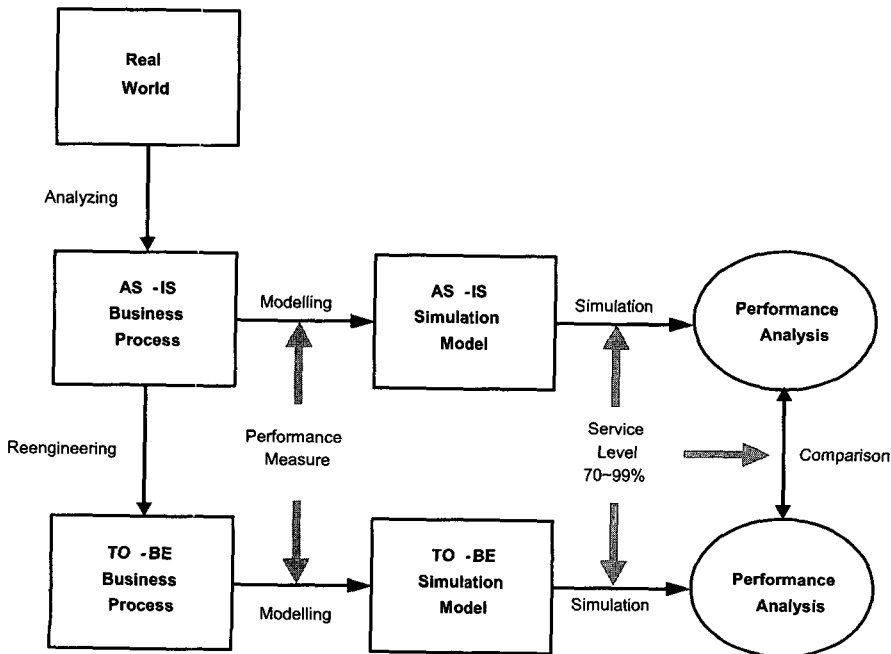 Real
World
Analyzing
AS -IS
Business
Process
Modelling
AS -IS
Simulation
Model
Simulation
Performance
Analysis
Reengineering
Performance
Measure
Service
Level
70~99%
Comparison
TO -BE
Business
Process
Modelling
TO -BE
Simulation
Model
Simulation
Performance
Analysis